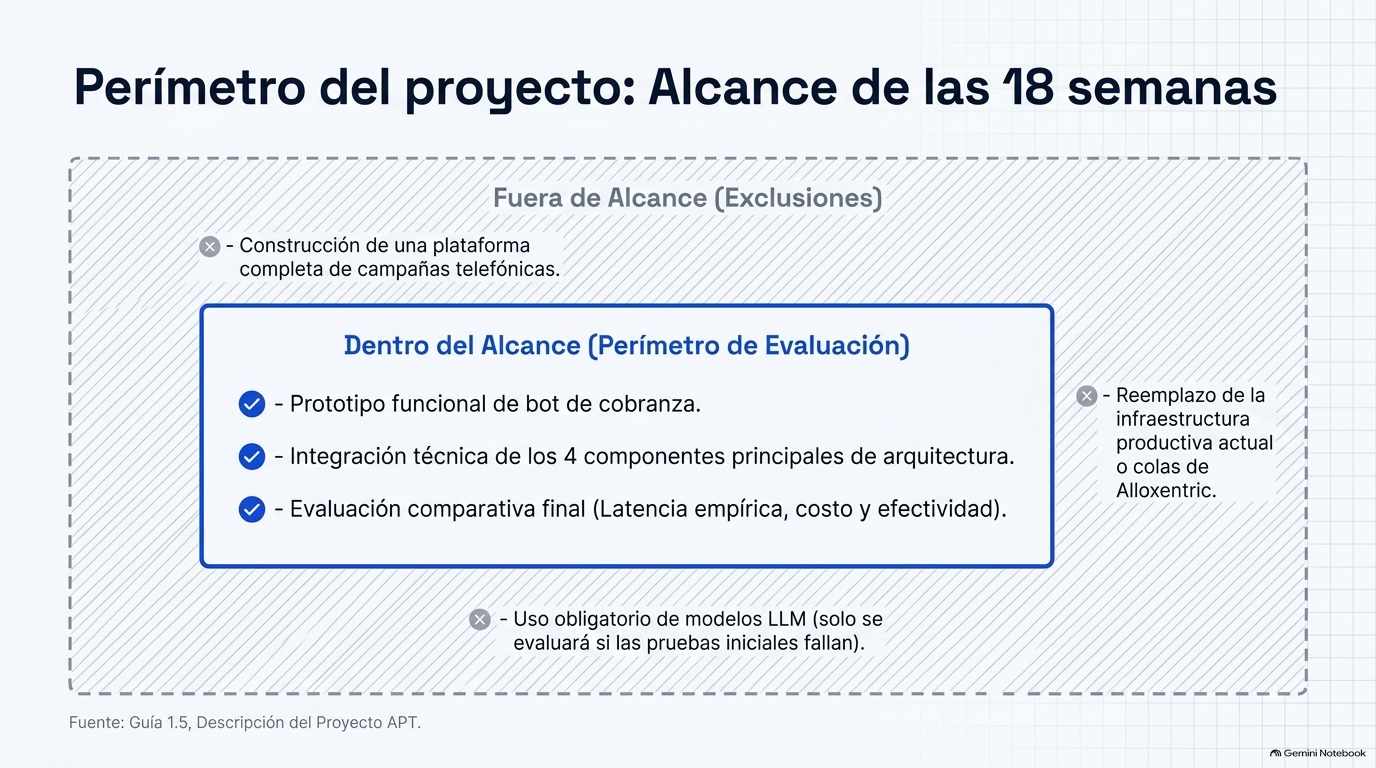 Perímetro del proyecto: Alcance de las 18 semanas
Fuera de Alcance (Exclusiones)
- Construcción de una plataforma
completa de campañas telefónicas.
Dentro del Alcance (Perímetro de Evaluación)
- Prototipo funcional de bot de cobranza.
- Integración técnica de los 4 componentes principales de arquitectura.
- Evaluación comparativa final (Latencia empírica, costo y efectividad).
- Reemplazo de la
infraestructura
productiva actual
o colas de
Alloxentric.
- Uso obligatorio de modelos LLM (solo se
evaluará si las pruebas iniciales fallan).
Fuente: Guía 1.5, Descripción del Proyecto APT.
Gemini Notebook